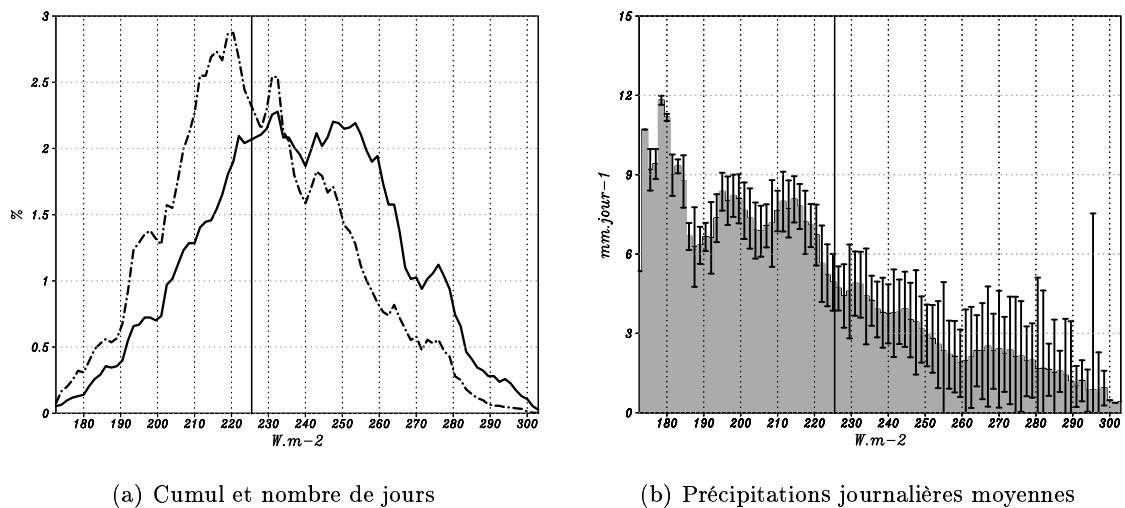 3
2.5
2
1.5
1
0.5
0
%
180 190 200 210 220 230 240 250 260 270 280 290 300
W.m-2
(a) Cumul et nombre de jours
15
12
9
6
3
0
mm.jour-1
180 190 200 210 220 230 240 250 260 270 280 290 300
W.m-2
(b) Précipitations journalières moyennes